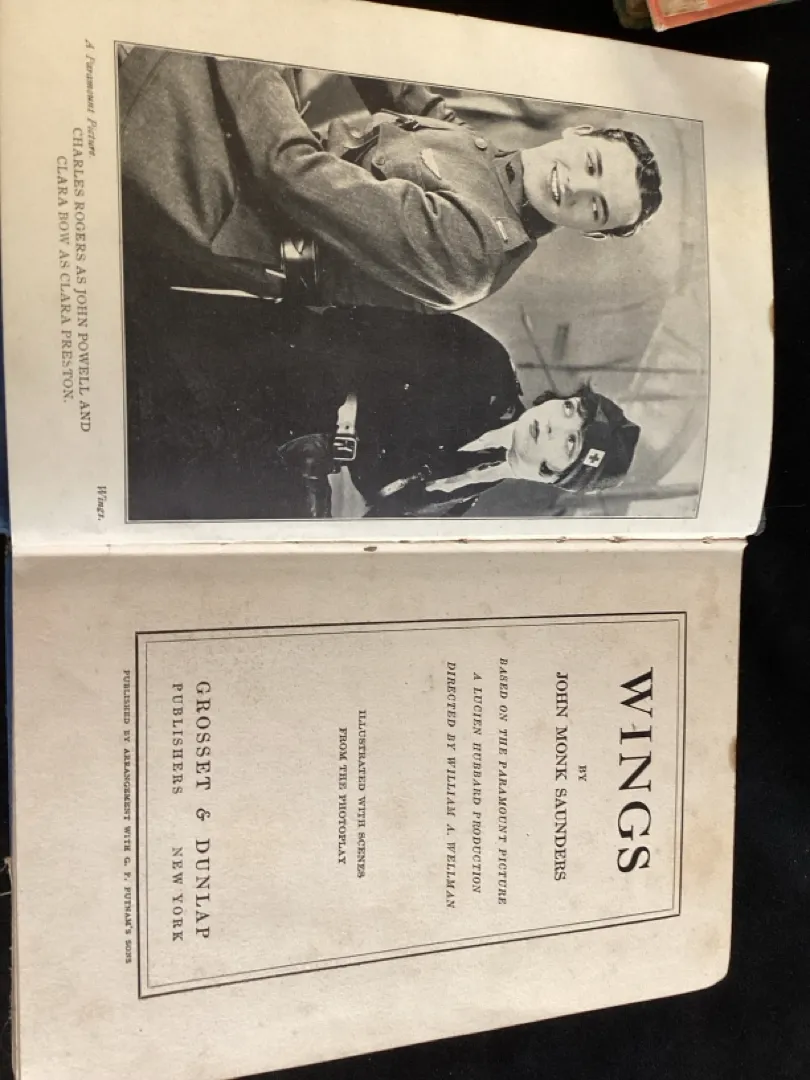 A Paramount Picture.
Wings.
CHARLES ROGERS AS JOHN POWELL AND
CLARA BOW AS CLARA PRESTON.
WINGS
BY
JOHN MONK SAUNDERS
BASED ON THE PARAMOUNT PICTURE
A LUCIEN HUBBARD PRODUCTION
DIRECTED BY WILLIAM A. WELLMAN
ILLUSTRATED WITH SCENES
FROM THE PHOTOPLAY
GROSSET & DUNLAP
PUBLISHERS NEW YORK
PUBLISHED BY ARRANGEMENT WITH G. P. PUTNAM'S SONS